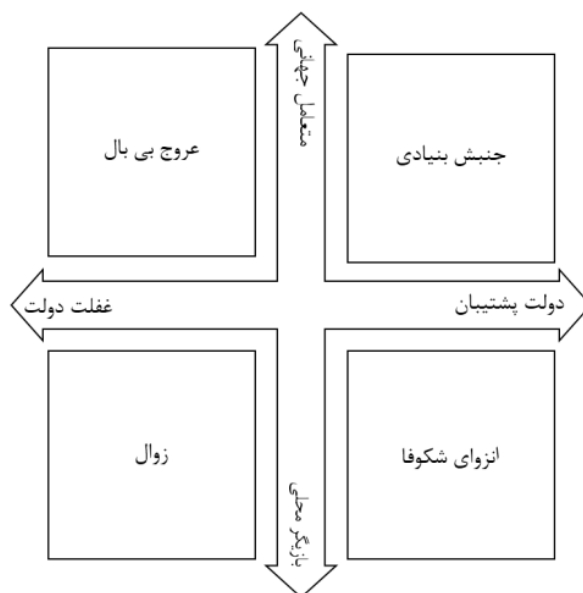 متعامل جهانی
جنبش بنیادی
عروج بی بال
دولت پشتیبان
غفلت دولت
انزوای شکوفا
زوال
بازیگر محلی